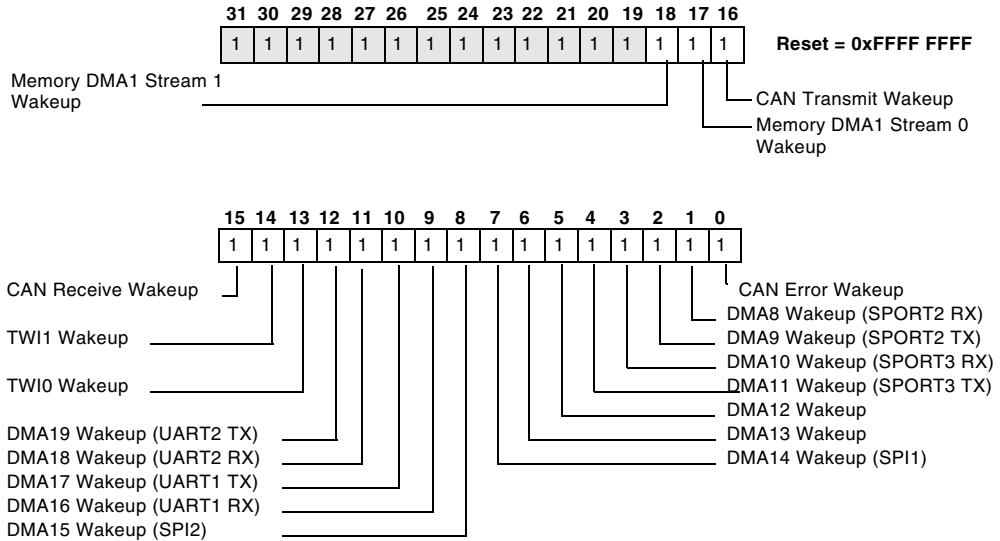 31 30 29 28 27 26 25 24 23 22 21 20 19 18 17 16
1 1 1 1 1 1 1 1 1 1 1 1 1 1 1 1
Reset = 0xFFFF FFFF
Memory DMA1 Stream 1
Wakeup
CAN Transmit Wakeup
Memory DMA1 Stream 0
Wakeup
15 14 13 12 11 10 9 8 7 6 5 4 3 2 1 0
1 1 1 1 1 1 1 1 1 1 1 1 1 1 1 1
CAN Receive Wakeup
TWI1 Wakeup
TWI0 Wakeup
DMA19 Wakeup (UART2 TX)
DMA18 Wakeup (UART2 RX)
DMA17 Wakeup (UART1 TX)
DMA16 Wakeup (UART1 RX)
DMA15 Wakeup (SPI2)
CAN Error Wakeup
DMA8 Wakeup (SPORT2 RX)
DMA9 Wakeup (SPORT2 TX)
DMA10 Wakeup (SPORT3 RX)
DMA11 Wakeup (SPORT3 TX)
DMA12 Wakeup
DMA13 Wakeup
DMA14 Wakeup (SPI1)